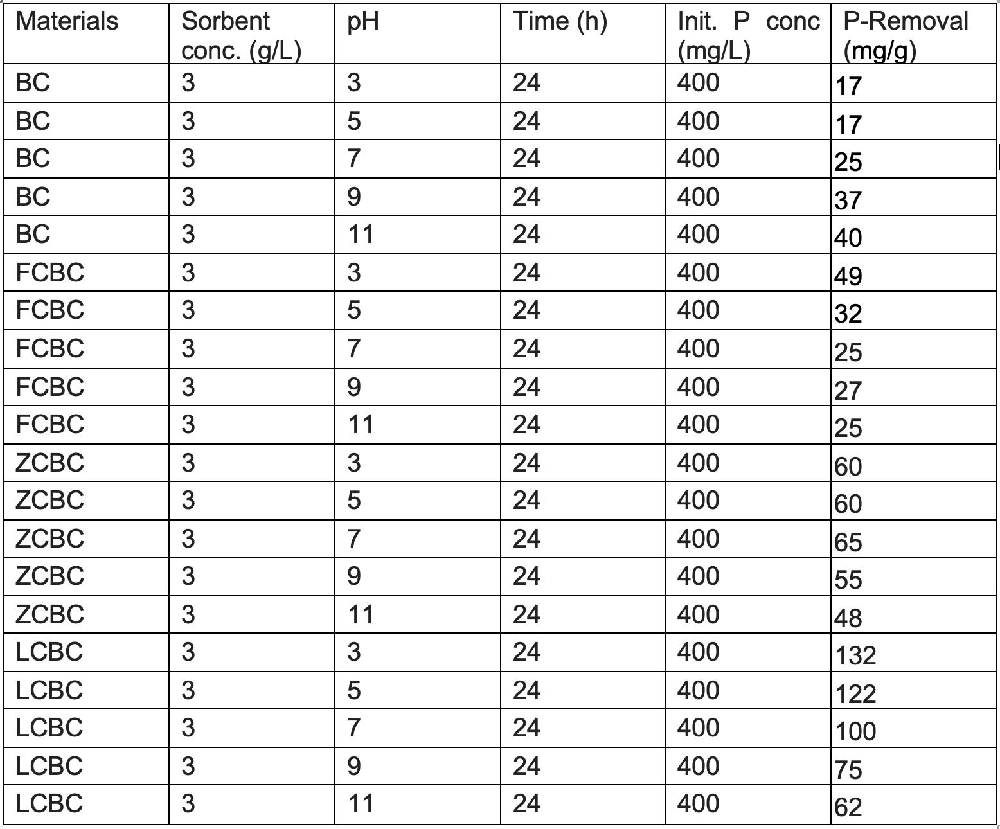 Materials Sorbent conc. (g/L) pH Time (h) Init. P conc (mg/L) P-Removal (mg/g)
BC 3 3 24 400 17
BC 3 5 24 400 17
BC 3 7 24 400 25
BC 3 9 24 400 37
BC 3 11 24 400 40
FCBC 3 3 24 400 49
FCBC 3 5 24 400 32
FCBC 3 7 24 400 25
FCBC 3 9 24 400 27
FCBC 3 11 24 400 25
ZCBC 3 3 24 400 60
ZCBC 3 5 24 400 60
ZCBC 3 7 24 400 65
ZCBC 3 9 24 400 55
ZCBC 3 11 24 400 48
LCBC 3 3 24 400 132
LCBC 3 5 24 400 122
LCBC 3 7 24 400 100
LCBC 3 9 24 400 75
LCBC 3 11 24 400 62